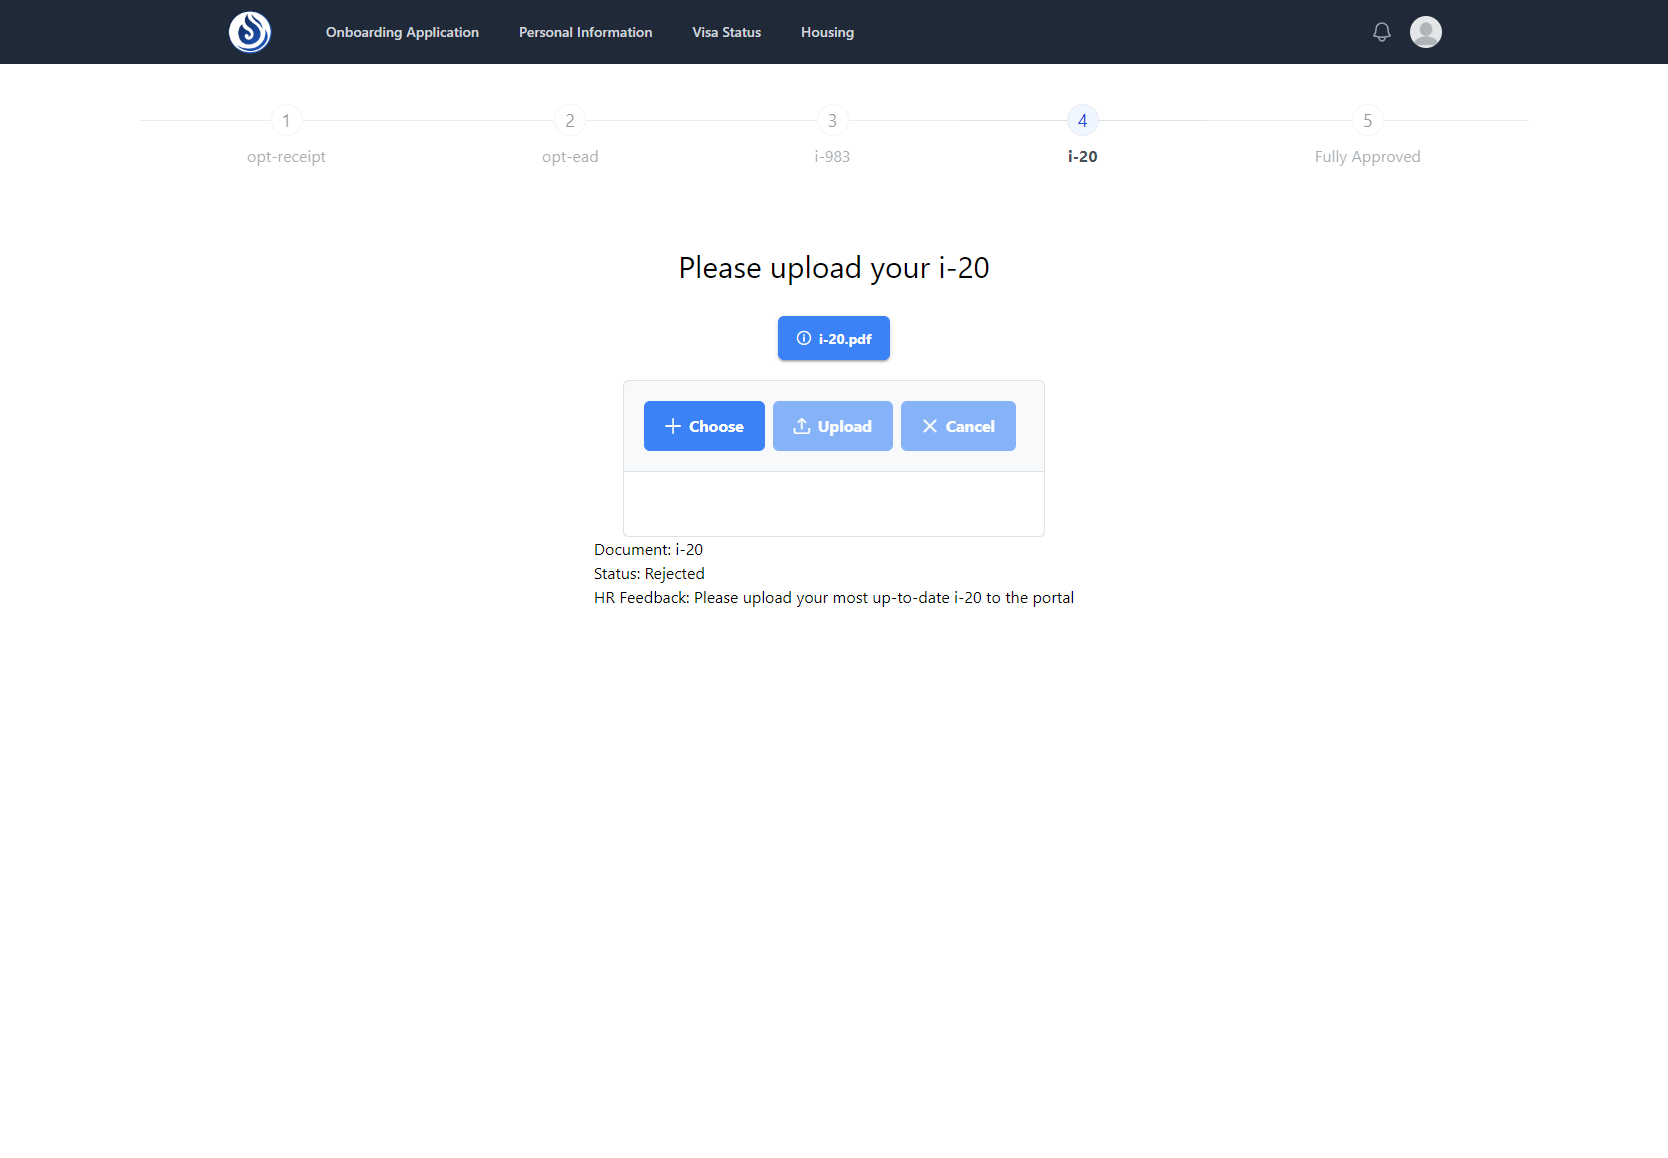 Onboarding Application Personal Information Visa Status Housing
1 2 3 4 5
opt-receipt opt-ead i-983 i-20 Fully Approved
Please upload your i-20
i-20.pdf
Choose Upload Cancel
Document: i-20
Status: Rejected
HR Feedback: Please upload your most up-to-date i-20 to the portal